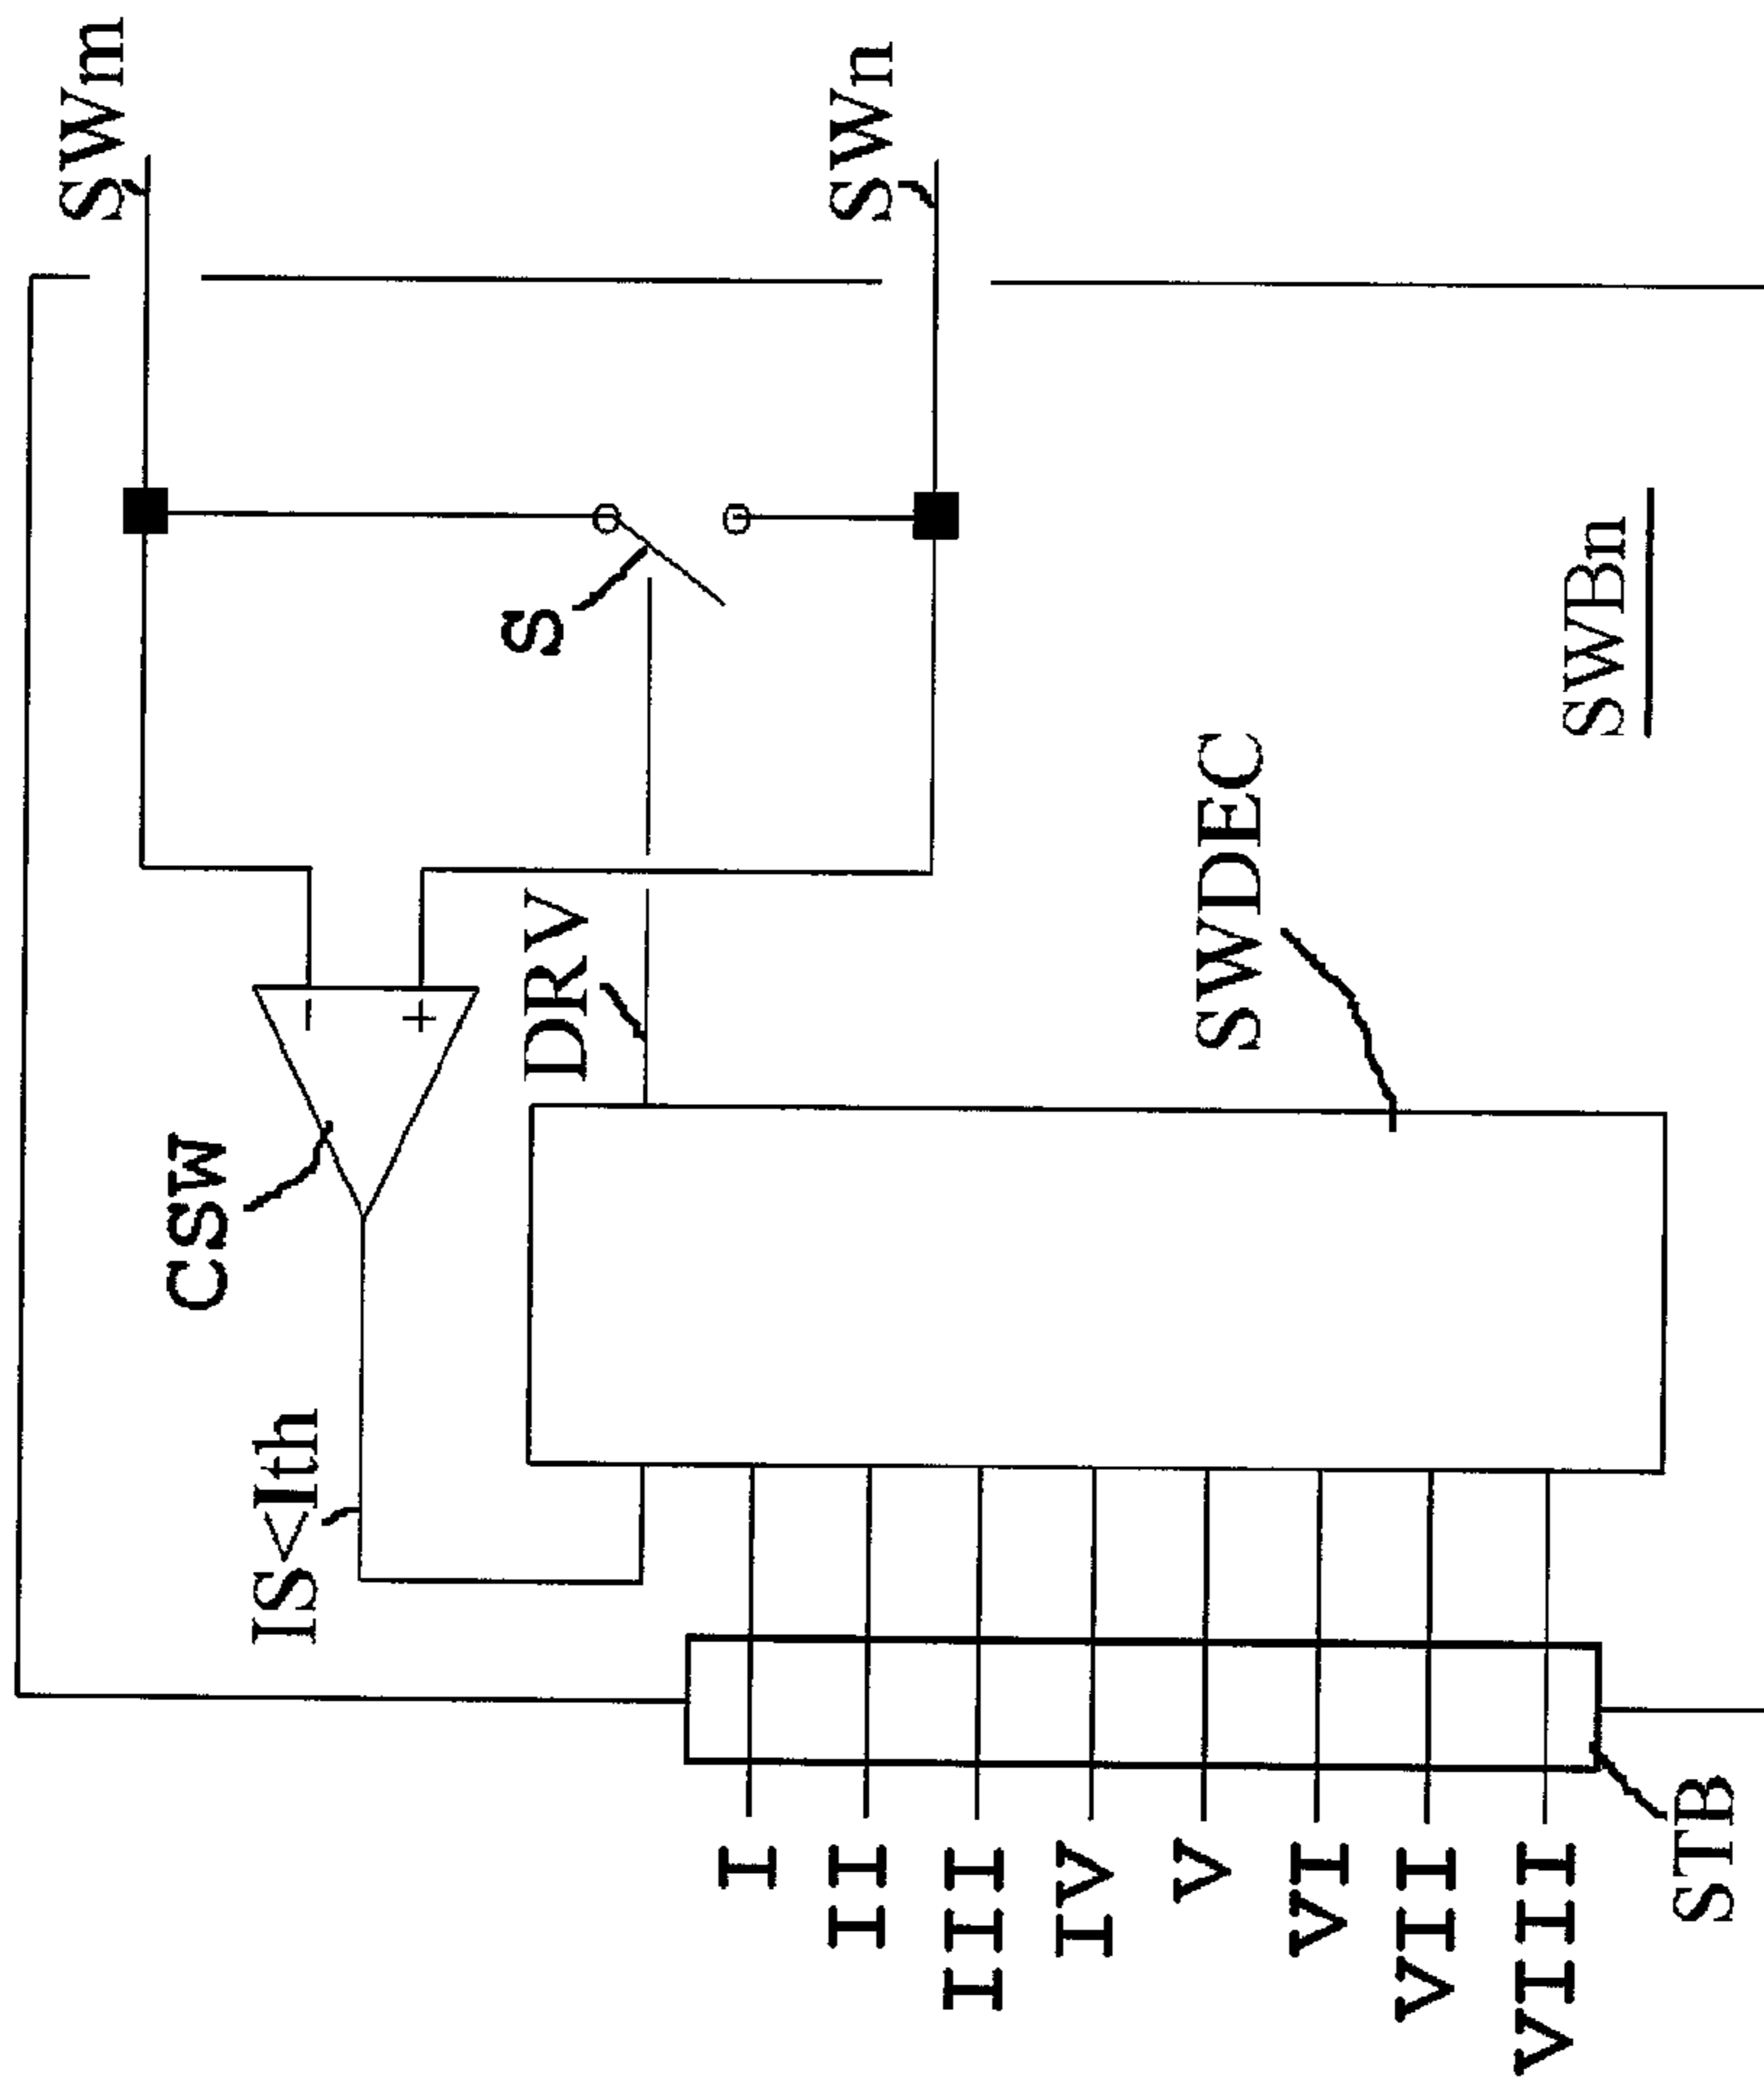 SWm
SWn
S
DRV
CSW
-
+
IS<Ith
SWDEC
SWBn
I
II
III
IV
V
VI
VII
VIII
STB